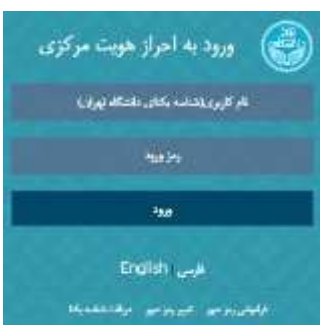 ورود به احراز هویت مرکزی
نام کاربری(شناسه یکتای دانشگاه تهران)
رمز ورود
ورود
فارسی English
فراموشی رمز عبور تغییر رمز عبور دریافت شناسه یکتا